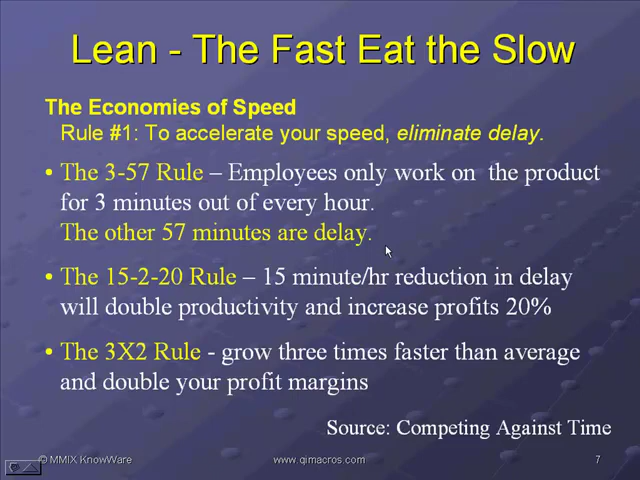 Lean - The Fast Eat the Slow
The Economies of Speed
Rule #1: To accelerate your speed, eliminate delay.
• The 3-57 Rule – Employees only work on the product
for 3 minutes out of every hour.
The other 57 minutes are delay.
• The 15-2-20 Rule – 15 minute/hr reduction in delay
will double productivity and increase profits 20%
• The 3X2 Rule - grow three times faster than average
and double your profit margins
Source: Competing Against Time
© MMIX KnowWare www.qimacros.com 7